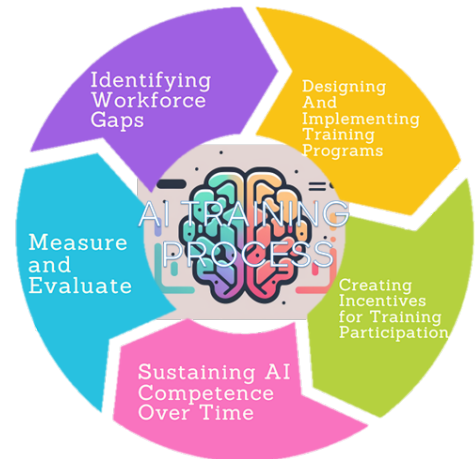 Identifying
Workforce
Gaps
Designing
And
Implementing
Training
Programs
AI TRAINING
PROCESS
Measure
and
Evaluate
Creating
Incentives
for Training
Participation
Sustaining AI
Competence
Over Time